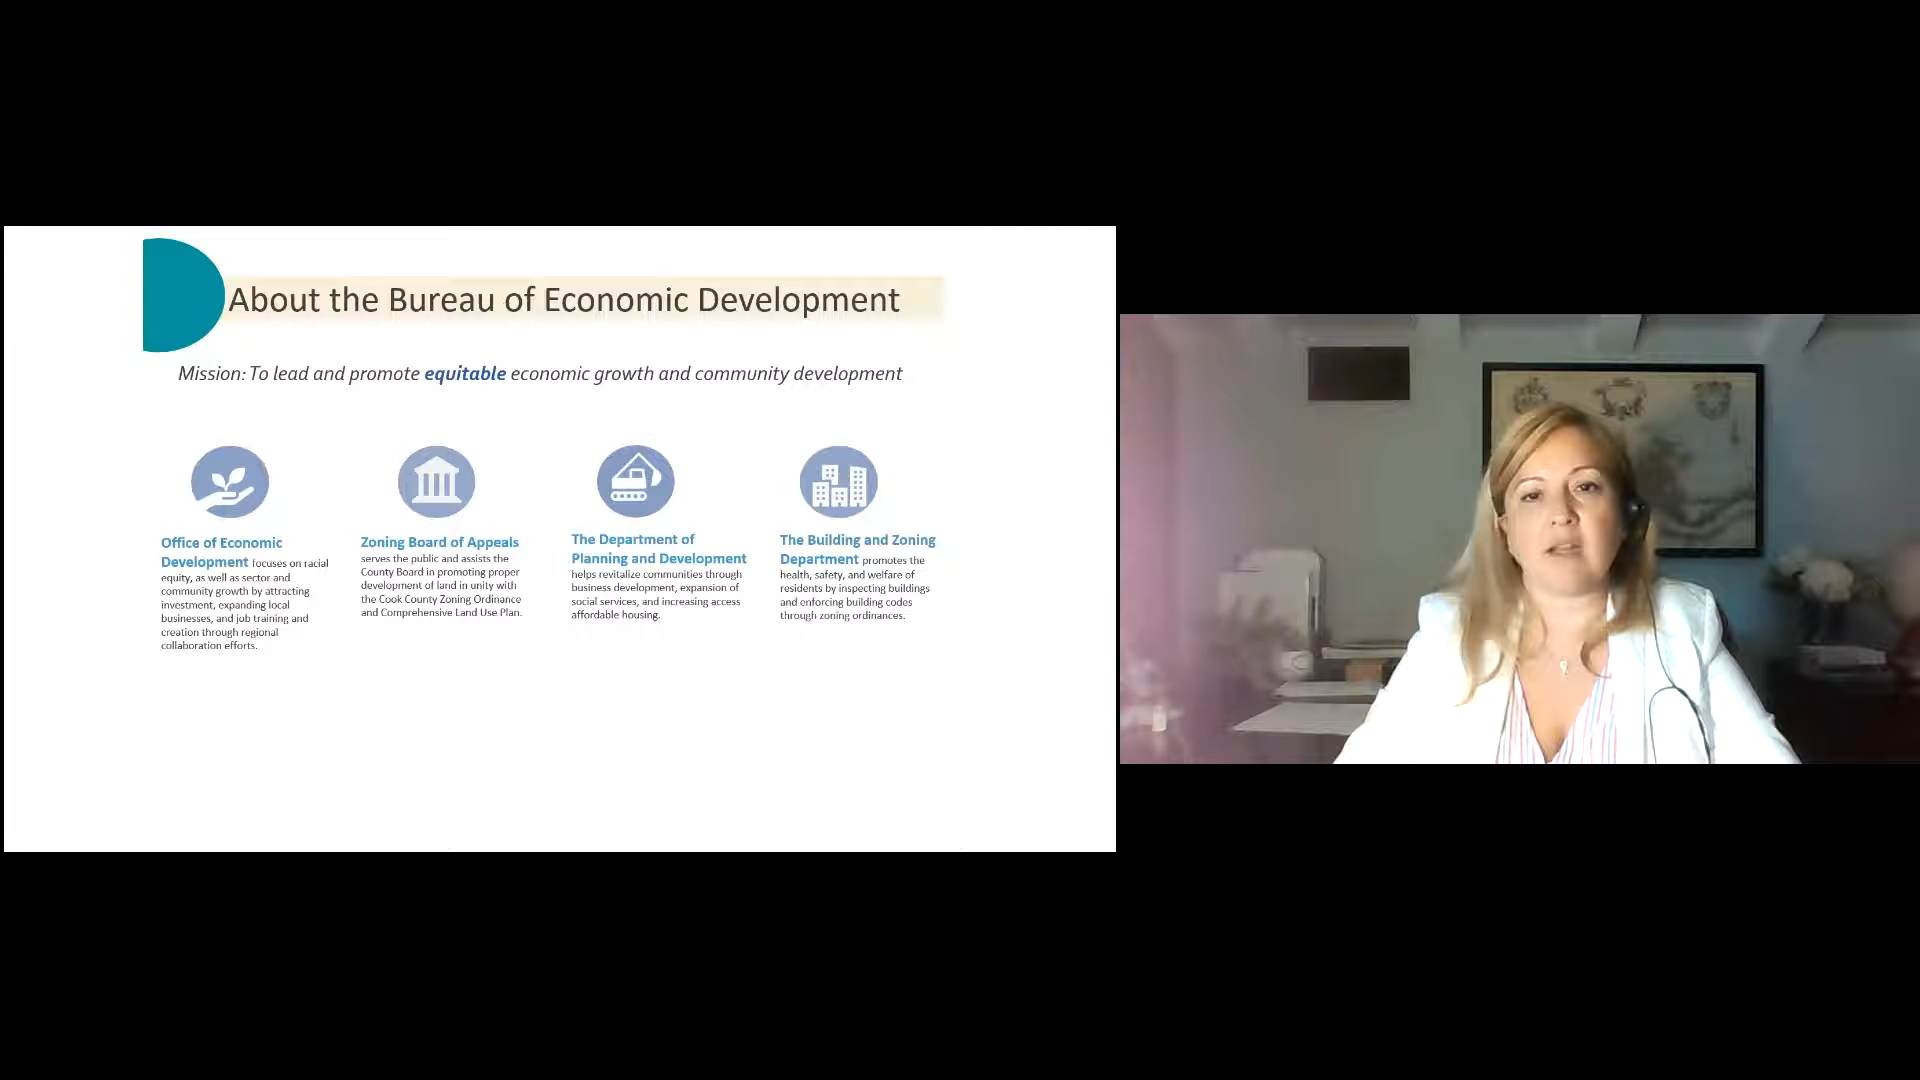 About the Bureau of Economic Development
Mission: To lead and promote equitable economic growth and community development
Office of Economic
Development focuses on racial
equity, as well as sector and
community growth by attracting
investment, expanding local
businesses, and job training and
creation through regional
collaboration efforts.
Zoning Board of Appeals
serves the public and assists the
County Board in promoting proper
development of land in unity with
the Cook County Zoning Ordinance
and Comprehensive Land Use Plan.
The Department of
Planning and Development
helps revitalize communities through
business development, expansion of
social services, and increasing access
affordable housing.
The Building and Zoning
Department promotes the
health, safety, and welfare of
residents by inspecting buildings
and enforcing building codes
through zoning ordinances.